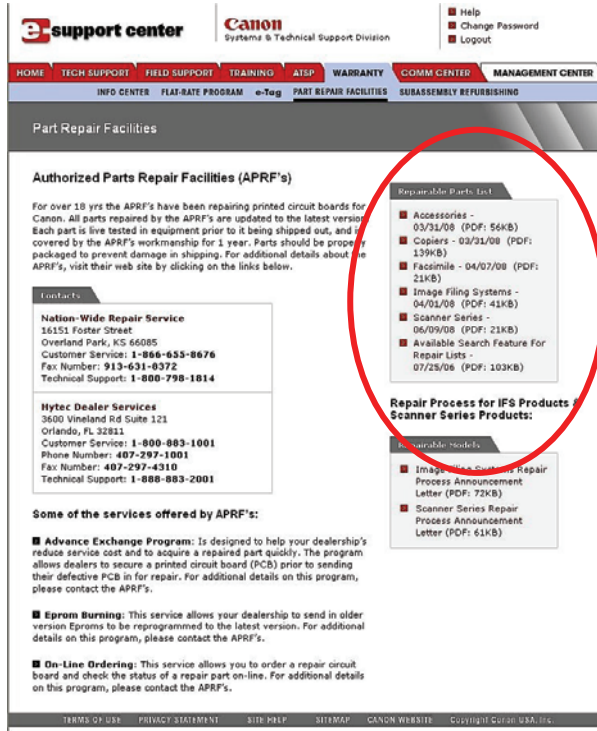 e-support center
Canon
Systems & Technical Support Division
Help
Change Password
Logout
HOME TECH SUPPORT FIELD SUPPORT TRAINING ATSP WARRANTY COMM CENTER MANAGEMENT CENTER
INFO CENTER FLAT-RATE PROGRAM e-Tag PART REPAIR FACILITIES SUBASSEMBLY REFURBISHING
Part Repair Facilities
Authorized Parts Repair Facilities (APRF's)
For over 18 yrs the APRF's have been repairing printed circuit boards for
Canon. All parts repaired by the APRF's are updated to the latest version
Each part is live tested in equipment prior to it being shipped out, and is
covered by the APRF's workmanship for 1 year. Parts should be properly
packaged to prevent damage in shipping. For additional details about the
APRF's, visit their web site by clicking on the links below.
Contacts
Nation-Wide Repair Service
16151 Foster Street
Overland Park, KS 66085
Customer Service: 1-866-655-8676
Fax Number: 913-631-0372
Technical Support: 1-800-798-1814
Hytec Dealer Services
3600 Vineland Rd Suite 121
Orlando, FL 32811
Customer Service: 1-800-883-1001
Phone Number: 407-297-1001
Fax Number: 407-297-4310
Technical Support: 1-888-883-2001
Some of the services offered by APRF's:
Advance Exchange Program: Is designed to help your dealership's
reduce service cost and to acquire a repaired part quickly. The program
allows dealers to secure a printed circuit board (PCB) prior to sending
their defective PCB in for repair. For additional details on this program,
please contact the APRF's.
Eprom Burning: This service allows your dealership to send in older
version Eproms to be reprogrammed to the latest version. For additional
details on this program, please contact the APRF's.
On-Line Ordering: This service allows you to order a repair circuit
board and check the status of a repair part on-line. For additional details
on this program, please contact the APRF's.
Repairable Parts List
Accessories -
03/31/08 (PDF: 56KB)
Copiers - 03/31/08 (PDF:
139KB)
Facsimile - 04/07/08 (PDF:
21KB)
Image Filing Systems -
04/01/08 (PDF: 41KB)
Scanner Series -
06/09/08 (PDF: 21KB)
Available Search Feature For
Repair Lists -
07/25/06 (PDF: 103KB)
Repair Process for IFS Products &
Scanner Series Products:
Repairable Models
Image Filing Systems Repair
Process Announcement
Letter (PDF: 72KB)
Scanner Series Repair
Process Announcement
Letter (PDF: 61KB)
TERMS OF USE PRIVACY STATEMENT SITE HELP SITEMAP CANON WEBSITE Copyright Canon USA, Inc.